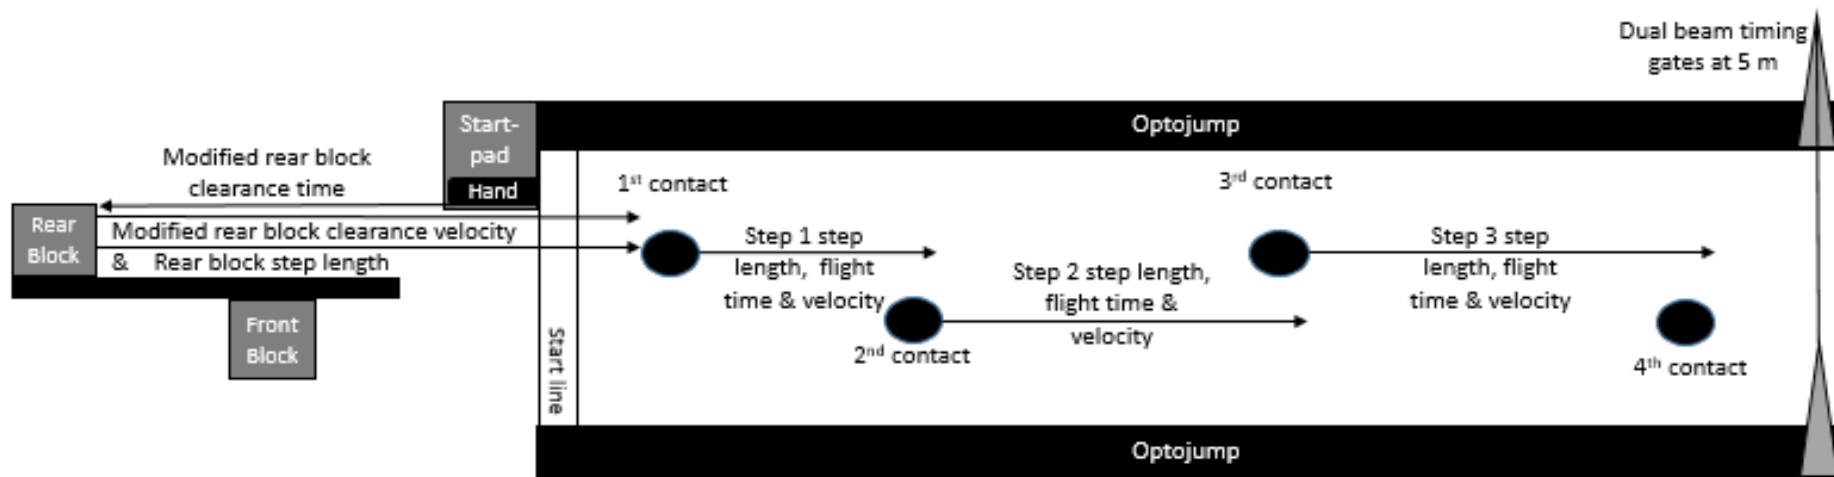 Dual beam timing
gates at 5 m
Optojump
Start-
pad
Hand
Modified rear block
clearance time
Rear
Block
Modified rear block clearance velocity
& Rear block step length
Front
Block
Start line
1st contact
Step 1 step
length, flight
time & velocity
2nd contact
Step 2 step length,
flight time &
velocity
3rd contact
Step 3 step
length, flight
time & velocity
4th contact
Optojump